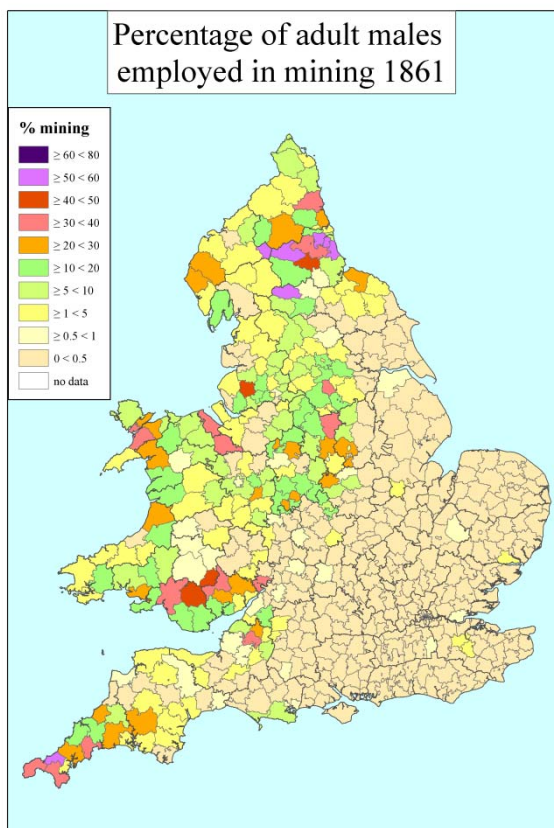 Percentage of adult males
employed in mining 1861
% mining
≥ 60 < 80
≥ 50 < 60
≥ 40 < 50
≥ 30 < 40
≥ 20 < 30
≥ 10 < 20
≥ 5 < 10
≥ 1 < 5
≥ 0.5 < 1
0 < 0.5
no data